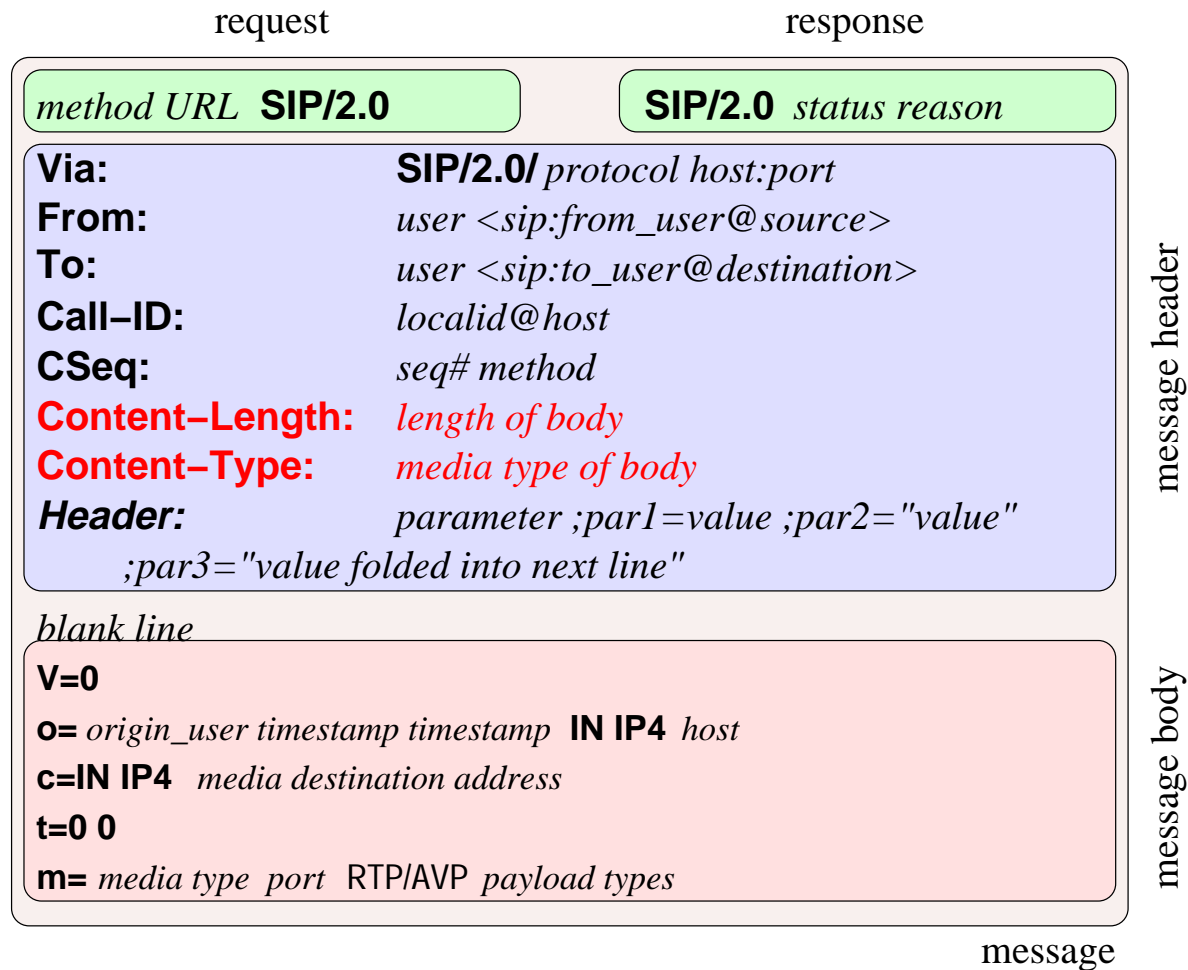 request response
method URL SIP/2.0 SIP/2.0 status reason
Via: SIP/2.0/ protocol host:port
From: user <sip:from_user@source>
To: user <sip:to_user@destination>
Call−ID: localid@host
CSeq: seq# method
Content−Length: length of body
Content−Type: media type of body
Header: parameter ;par1=value ;par2="value"
;par3="value folded into next line"
message header
blank line
V=0
o= origin_user timestamp timestamp IN IP4 host
c=IN IP4 media destination address
t=0 0
m= media type port RTP/AVP payload types
message body
message